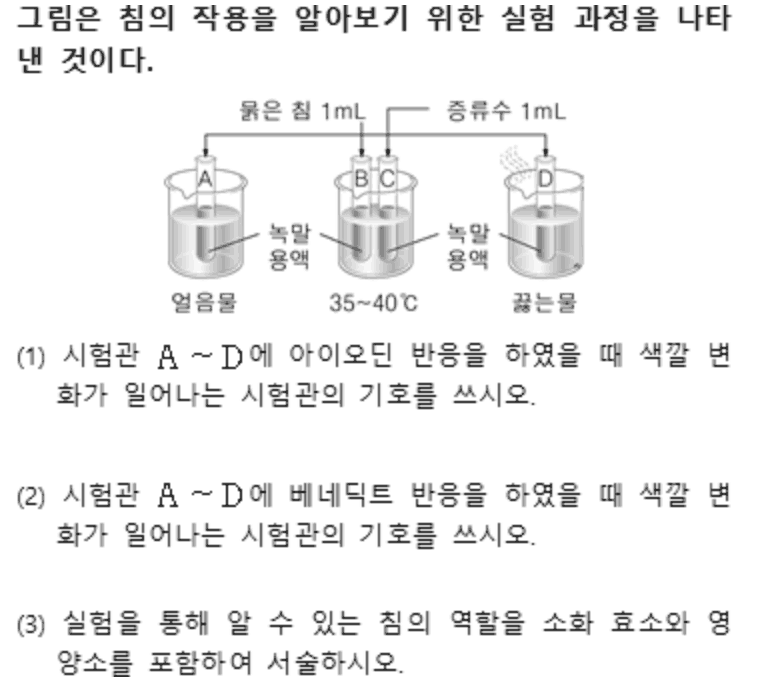 그림은 침의 작용을 알아보기 위한 실험 과정을 나타
낸 것이다.
묽은 침 1mL
증류수 1mL
A
B
C
D
녹말
용액
녹말
용액
얼음물
35~40℃
끓는물
(1) 시험관 A ~ D에 아이오딘 반응을 하였을 때 색깔 변
화가 일어나는 시험관의 기호를 쓰시오.
(2) 시험관 A ~ D에 베네딕트 반응을 하였을 때 색깔 변
화가 일어나는 시험관의 기호를 쓰시오.
(3) 실험을 통해 알 수 있는 침의 역할을 소화 효소와 영
양소를 포함하여 서술하시오.